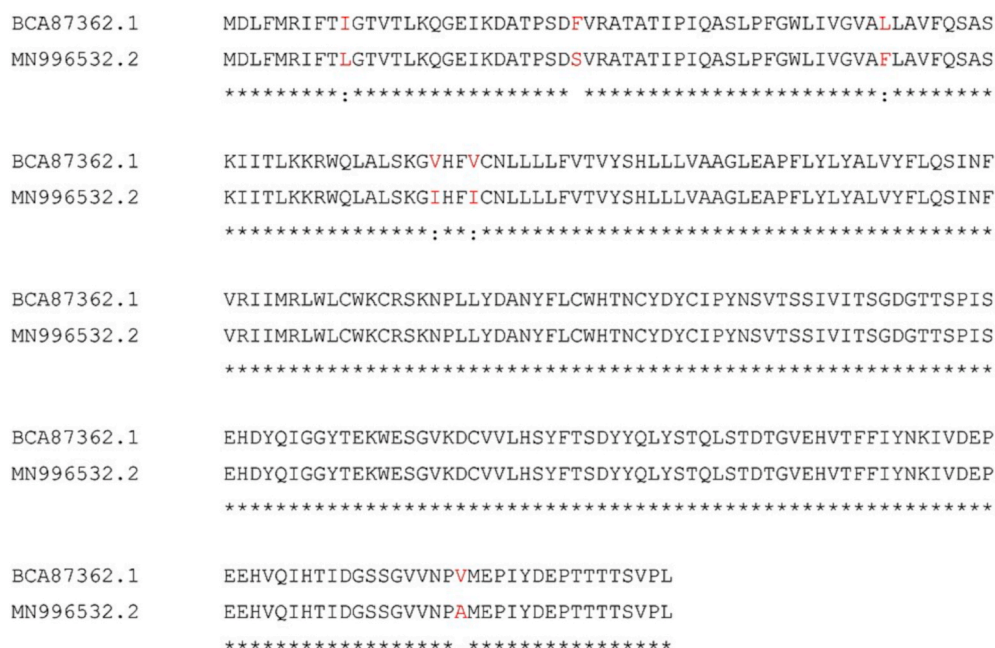 BCA87362.1 MDLFMRIFTIGTVTLKQGEIKDATPSDFVRATATIPIQASLPFGWLIVGVALLAVFQSAS
MN996532.2 MDLFMRIFTLGTVTLKQGEIKDATPSDSVRATATIPIQASLPFGWLIVGVAFLAVFQSAS
*********:***************** ***********************:********
BCA87362.1 KIITLKKRWQLALSKGVHFVCNLLLLFVTVYSHLLLVAAGLEAPFLYLYALVYFLQSINF
MN996532.2 KIITLKKRWQLALSKGIHFICNLLLLFVTVYSHLLLVAAGLEAPFLYLYALVYFLQSINF
****************:**:****************************************
BCA87362.1 VRIIMRLWLCWKCRSKNPLLYDANYFLCWHTNCYDYCIPYNSVTSSIVITSGDGTTSPIS
MN996532.2 VRIIMRLWLCWKCRSKNPLLYDANYFLCWHTNCYDYCIPYNSVTSSIVITSGDGTTSPIS
************************************************************
BCA87362.1 EHDYQIGGYTEKWESGVKDCVVLHSYFTSDYYQLYSTQLSTDTGVEHVTFFIYNKIVDEP
MN996532.2 EHDYQIGGYTEKWESGVKDCVVLHSYFTSDYYQLYSTQLSTDTGVEHVTFFIYNKIVDEP
************************************************************
BCA87362.1 EEHVQIHTIDGSSGVVNPVMEPIYDEPTTTTSVPL
MN996532.2 EEHVQIHTIDGSSGVVNPAMEPIYDEPTTTTSVPL
****************** ****************